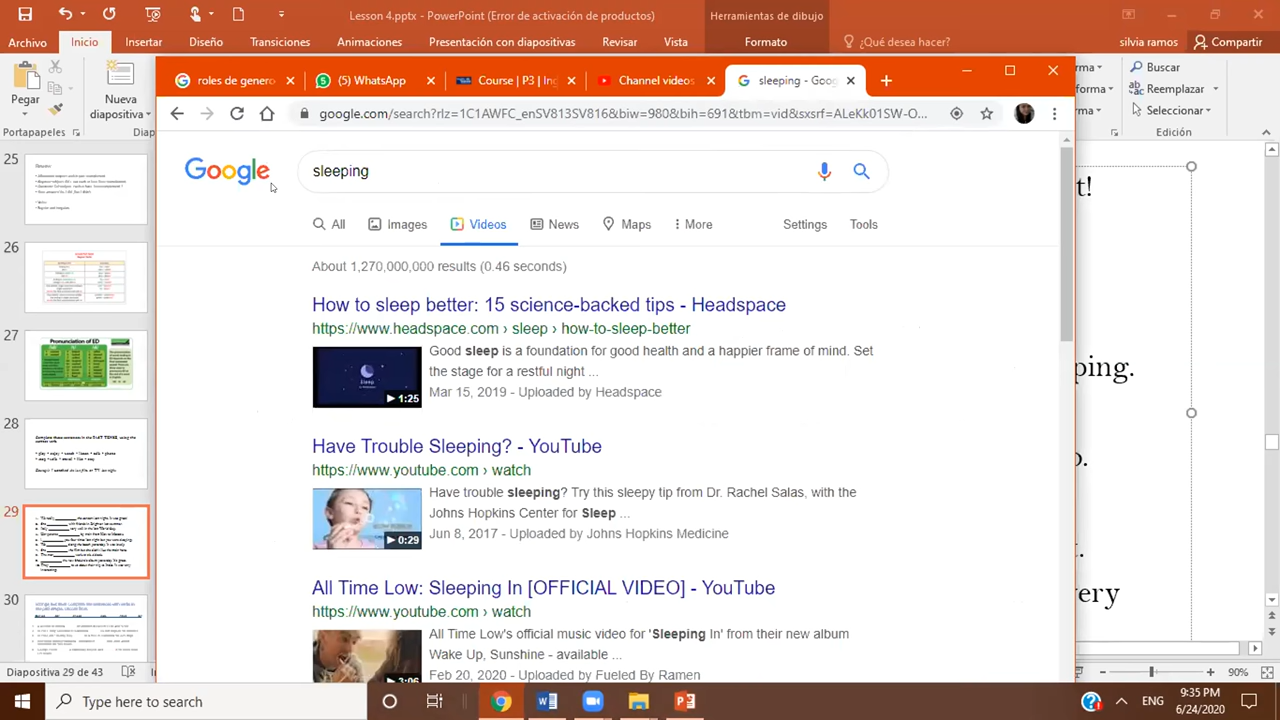 Lesson 4.pptx - PowerPoint (Error de activación de productos)
Herramientas de dibujo
Archivo
Inicio
Insertar
Diseño
Transiciones
Animaciones
Presentación con diapositivas
Revisar
Vista
Formato
¿Qué desea hacer?
silvia ramos
Compartir
Pegar
Nueva
diapositiva
Portapapeles
Buscar
Reemplazar
Seleccionar
Edición
roles de genero
(5) WhatsApp
Course | P3 | Ing
Channel videos
sleeping - Goog
google.com/search?rlz=1C1AWFC_enSV813SV816&biw=980&bih=691&tbm=vid&sxsrf=ALeKk01SW-O...
Google
sleeping
All
Images
Videos
News
Maps
More
Settings
Tools
About 1,270,000,000 results (0.46 seconds)
How to sleep better: 15 science-backed tips - Headspace
https://www.headspace.com › sleep › how-to-sleep-better
Good sleep is a foundation for good health and a happier frame of mind. Set
the stage for a restful night ...
Mar 15, 2019 - Uploaded by Headspace
Sleep
1:25
Have Trouble Sleeping? - YouTube
https://www.youtube.com › watch
Have trouble sleeping? Try this sleepy tip from Dr. Rachel Salas, with the
Johns Hopkins Center for Sleep ...
Jun 8, 2017 - Uploaded by Johns Hopkins Medicine
0:29
All Time Low: Sleeping In [OFFICIAL VIDEO] - YouTube
https://www.youtube.com › watch
All Time Low's official music video for 'Sleeping In' from their new album
Wake Up, Sunshine - available ...
Feb 20, 2020 - Uploaded by Fueled By Ramen
3:06
25
26
27
Pronunciation of ED
28
29
30
t!
ping.
o.
t.
very
Diapositiva 29 de 43
90%
Type here to search
ENG
9:35 PM
6/24/2020